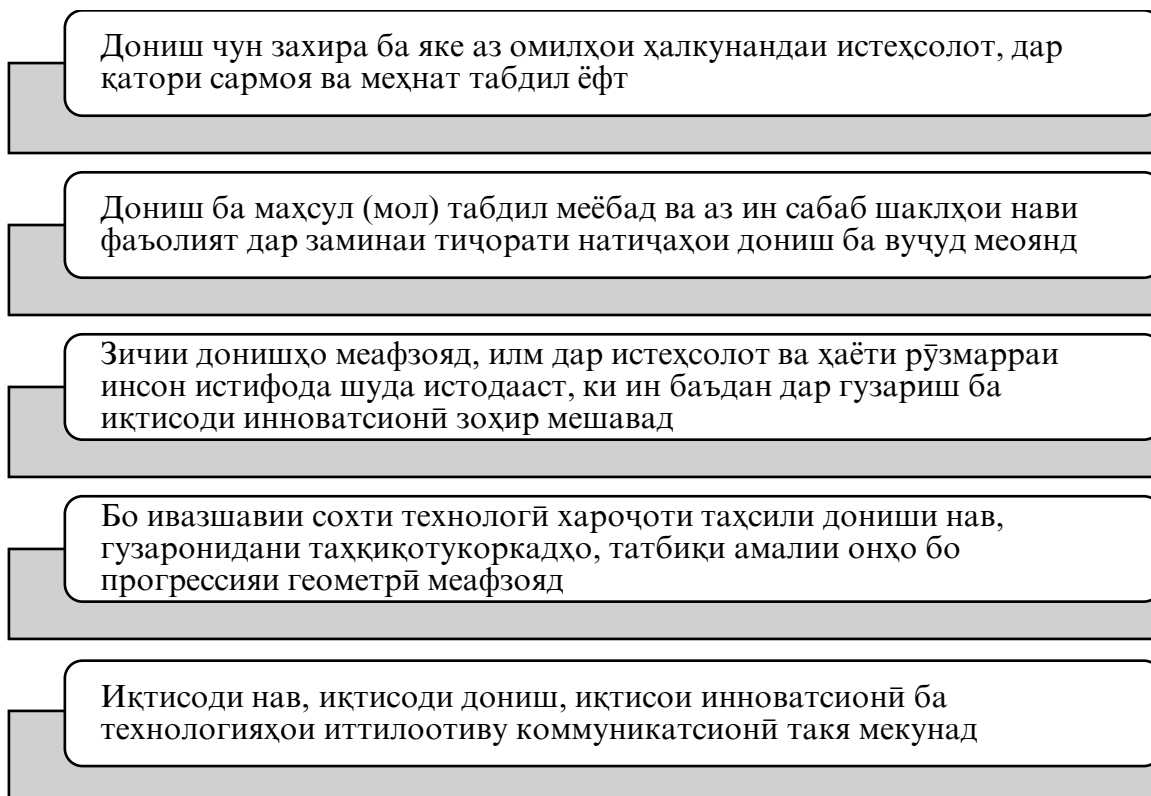 Дониш чун захира ба яке аз омилҳои ҳалкунандаи истеҳсолот, дар
қатори сармоя ва меҳнат табдил ёфт
Дониш ба маҳсул (мол) табдил меёбад ва аз ин сабаб шаклҳои нави
фаъолият дар заминаи тиҷорати натиҷаҳои дониш ба вуҷуд меоянд
Зичии донишҳо меафзояд, илм дар истеҳсолот ва ҳаёти рӯзмарраи
инсон истифода шуда истодааст, ки ин баъдан дар гузариш ба
иқтисоди инноватсионӣ зоҳир мешавад
Бо ивазшавии сохти технологӣ хароҷоти таҳсили дониши нав,
гузаронидани таҳқиқотукоркадҳо, татбиқи амалии онҳо бо
прогрессияи геометрӣ меафзояд
Иқтисоди нав, иқтисоди дониш, иқтисои инноватсионӣ ба
технологияҳои иттилоотиву коммуникатсионӣ такя мекунад